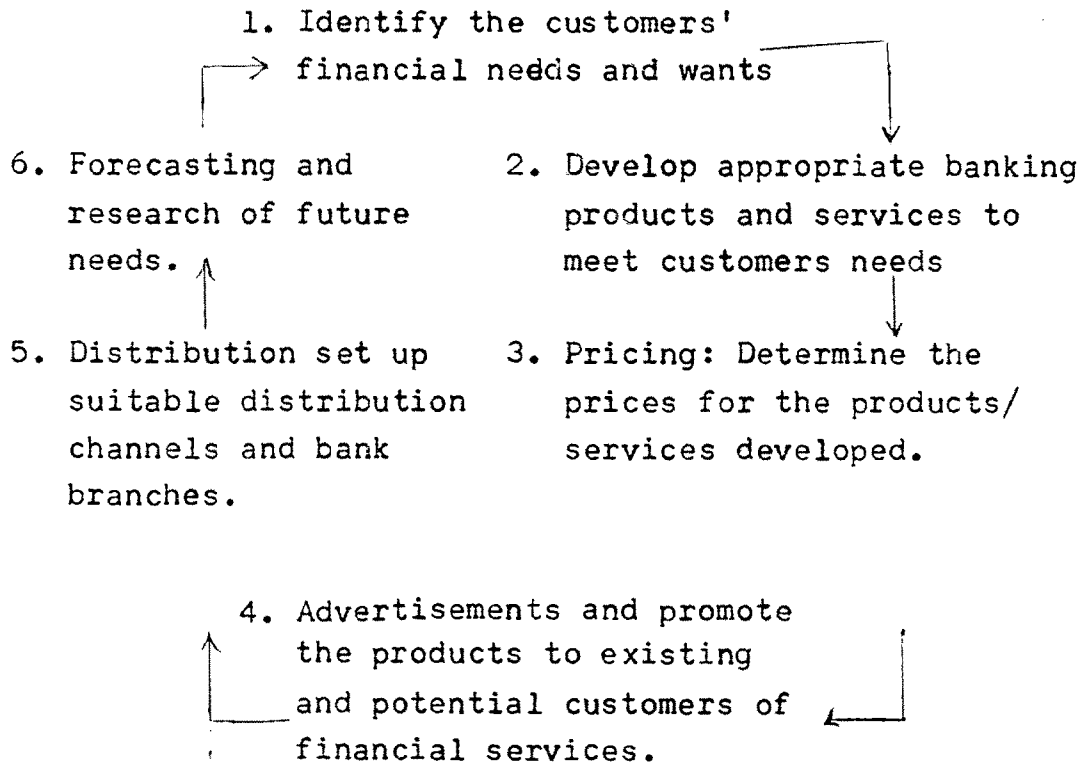 1. Identify the customers'
financial needs and wants
6. Forecasting and
research of future
needs.
2. Develop appropriate banking
products and services to
meet customers needs
5. Distribution set up
suitable distribution
channels and bank
branches.
3. Pricing: Determine the
prices for the products/
services developed.
4. Advertisements and promote
the products to existing
and potential customers of
financial services.